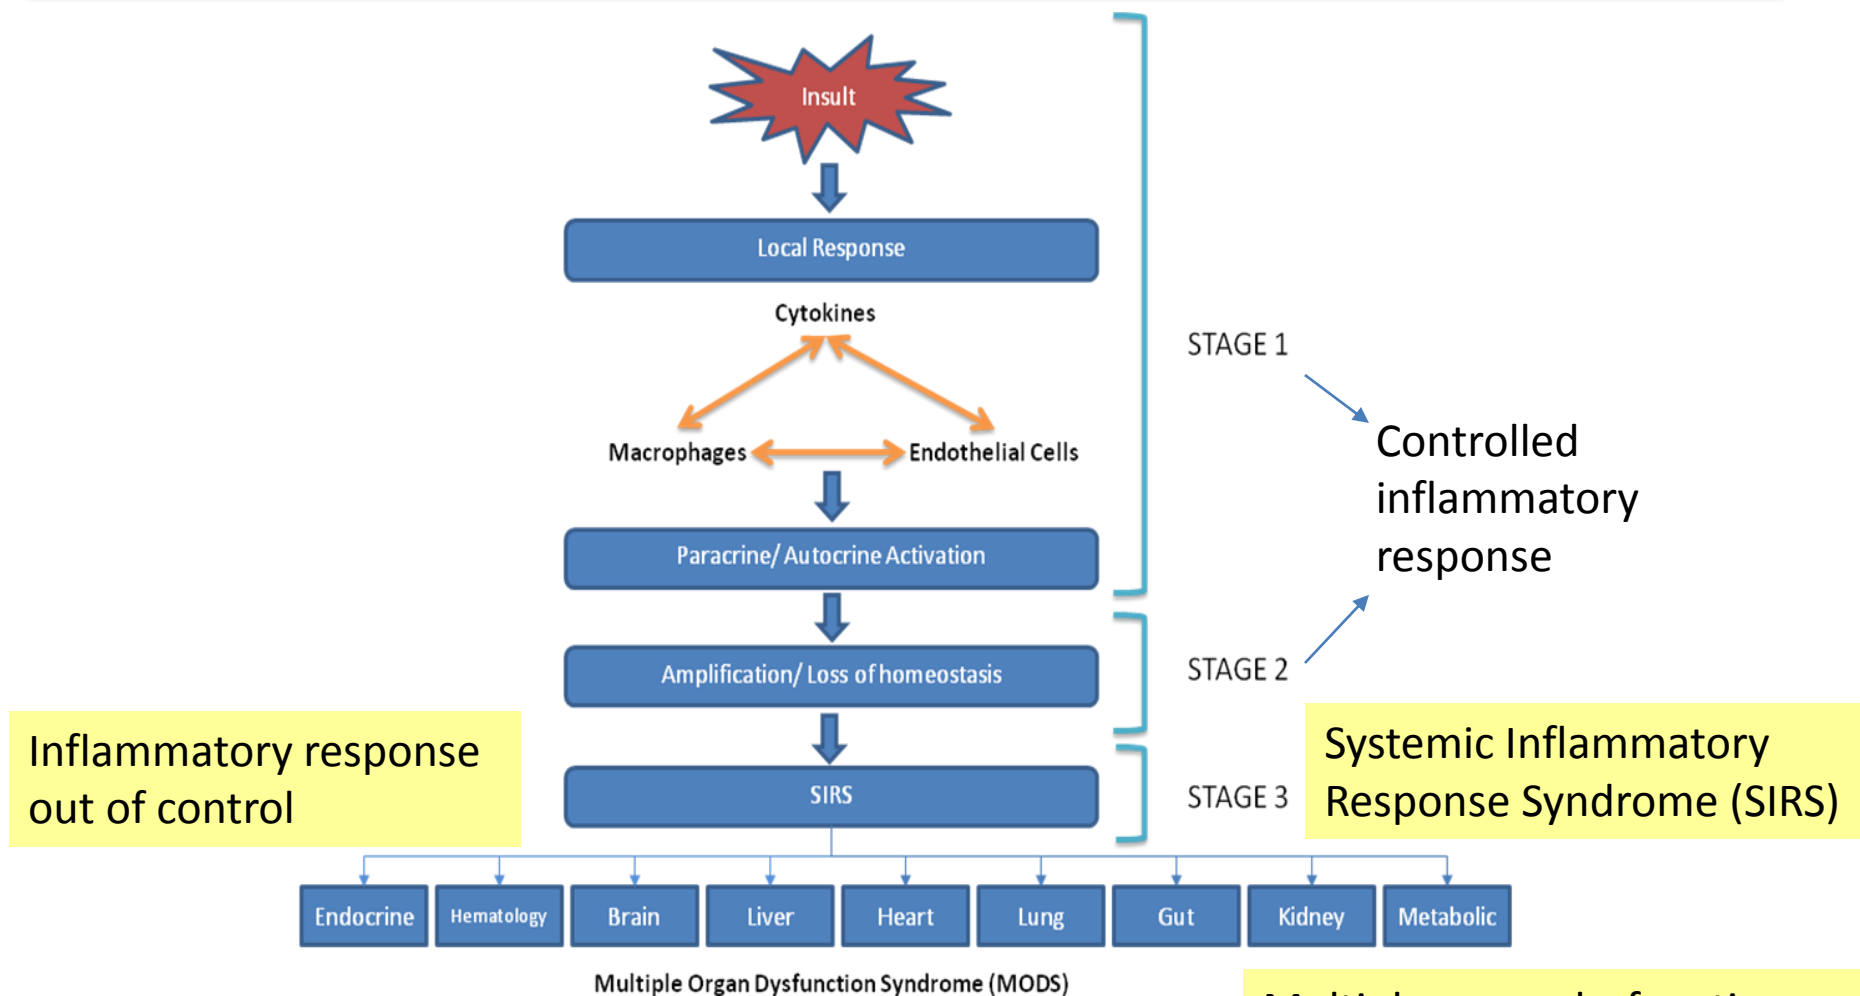 Insult
Local Response
Cytokines
STAGE 1
Macrophages
Endothelial Cells
Controlled
inflammatory
response
Paracrine/ Autocrine Activation
Amplification/ Loss of homeostasis
STAGE 2
Inflammatory response
out of control
SIRS
STAGE 3
Systemic Inflammatory
Response Syndrome (SIRS)
Endocrine
Hematology
Brain
Liver
Heart
Lung
Gut
Kidney
Metabolic
Multiple Organ Dysfunction Syndrome (MODS)